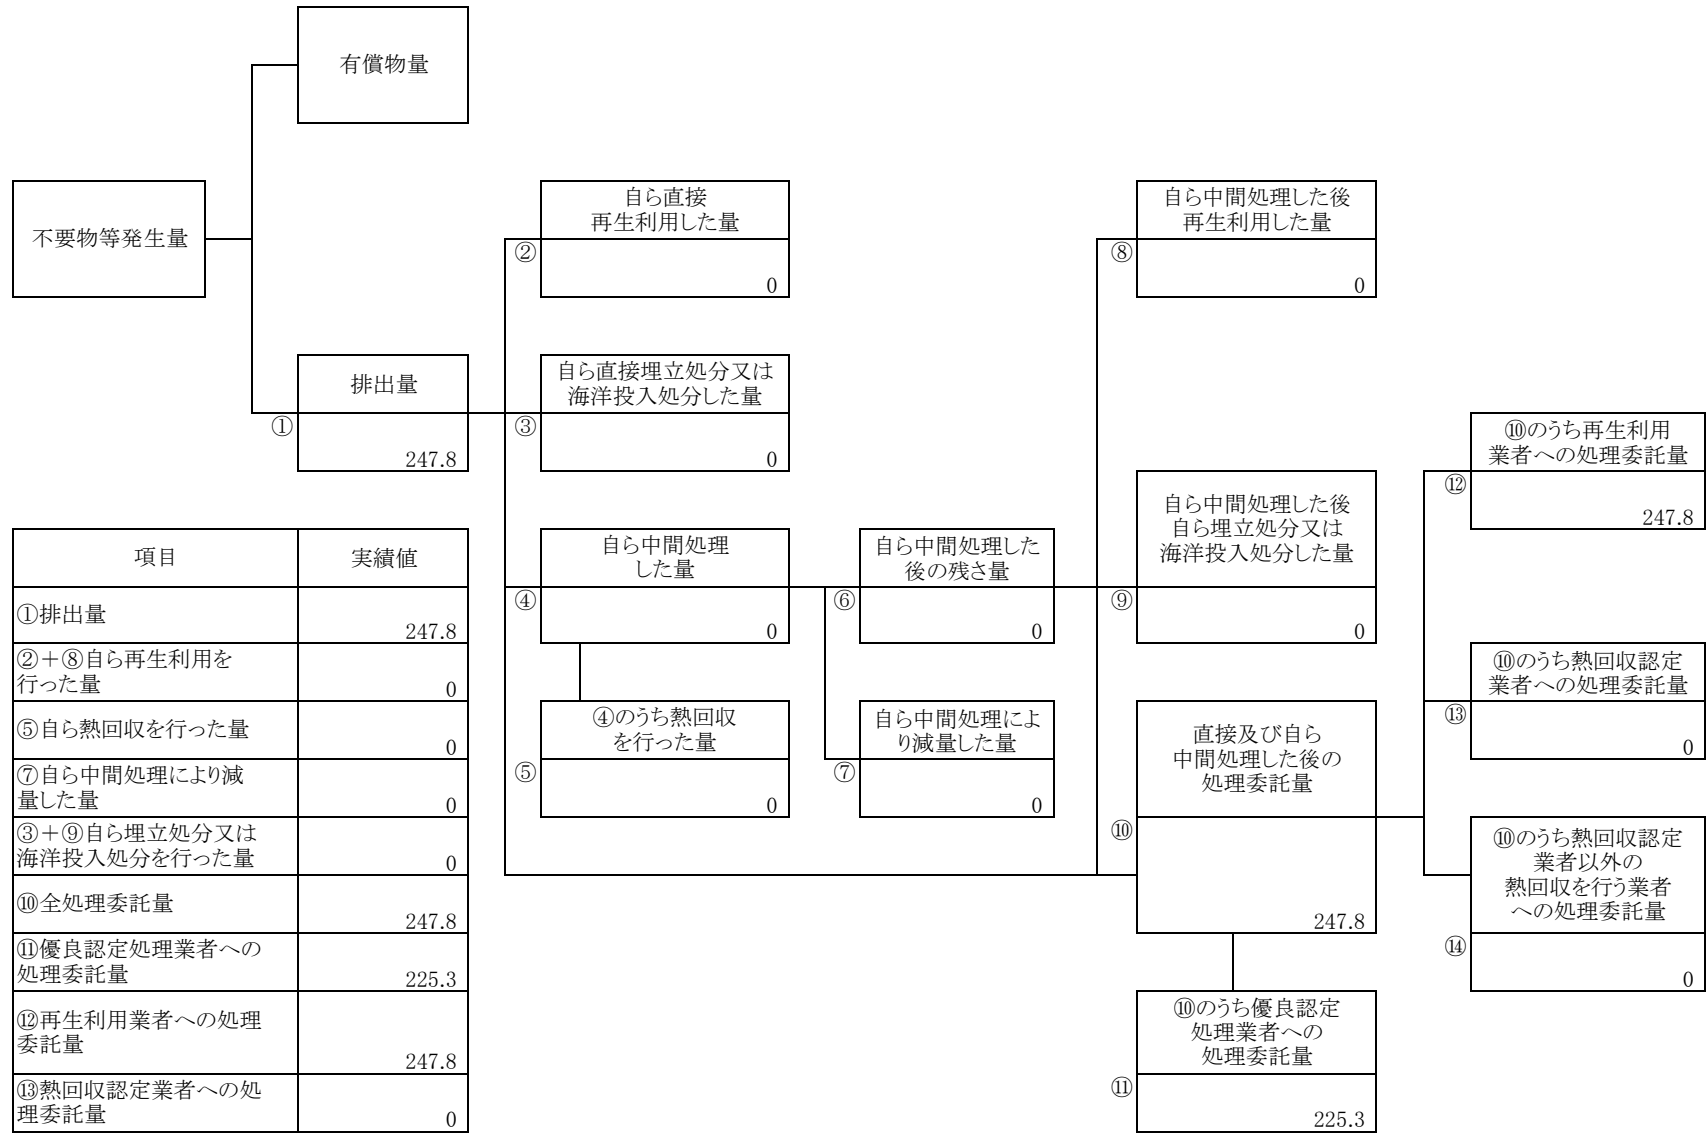 有償物量
不要物等発生量
自ら直接
再生利用した量
②
0
自ら中間処理した後
再生利用した量
⑧
0
排出量
①
247.8
自ら直接埋立処分又は
海洋投入処分した量
③
0
⑩のうち再生利用
業者への処理委託量
⑫
247.8
自ら中間処理した後
自ら埋立処分又は
海洋投入処分した量
⑨
0
自ら中間処理
した量
④
0
自ら中間処理した
後の残さ量
⑥
0
⑩のうち熱回収認定
業者への処理委託量
⑬
0
④のうち熱回収
を行った量
⑤
0
自ら中間処理によ
り減量した量
⑦
0
直接及び自ら
中間処理した後の
処理委託量
⑩
247.8
⑩のうち熱回収認定
業者以外の
熱回収を行う業者
への処理委託量
⑭
0
⑩のうち優良認定
処理業者への
処理委託量
⑪
225.3
項目 実績値
①排出量
247.8
②＋⑧自ら再生利用を
行った量
0
⑤自ら熱回収を行った量
0
⑦自ら中間処理により減
量した量
0
③＋⑨自ら埋立処分又は
海洋投入処分を行った量
0
⑩全処理委託量
247.8
⑪優良認定処理業者への
処理委託量
225.3
⑫再生利用業者への処理
委託量
247.8
⑬熱回収認定業者への処
理委託量
0